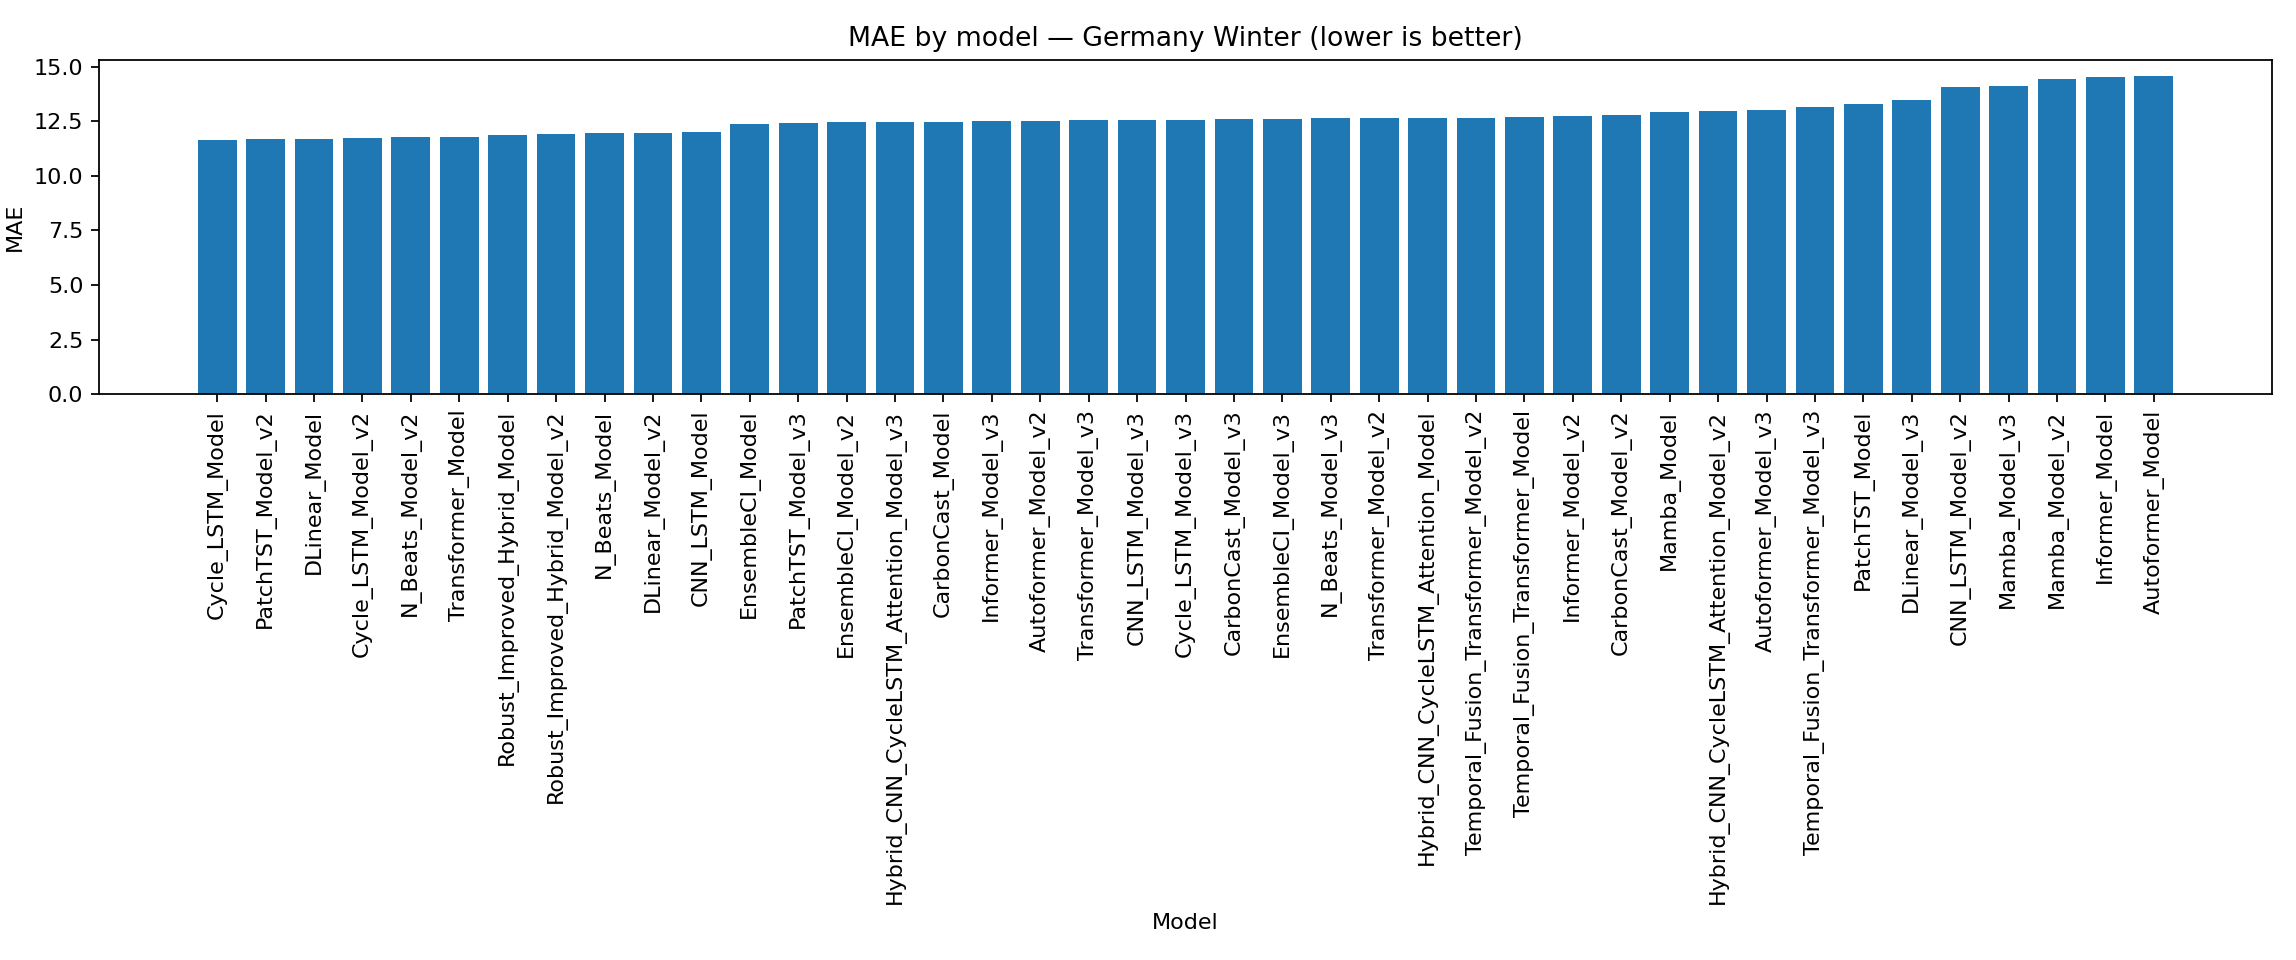 MAE by model — Germany Winter (lower is better)
15.0
12.5
10.0
7.5
5.0
2.5
0.0
MAE
Cycle_LSTM_Model
PatchTST_Model_v2
DLinear_Model
Cycle_LSTM_Model_v2
N_Beats_Model_v2
Transformer_Model
Robust_Improved_Hybrid_Model
Robust_Improved_Hybrid_Model_v2
N_Beats_Model
DLinear_Model_v2
CNN_LSTM_Model
EnsembleCI_Model
PatchTST_Model_v3
EnsembleCI_Model_v2
Hybrid_CNN_CycleLSTM_Attention_Model_v3
CarbonCast_Model
Informer_Model_v3
Autoformer_Model_v2
Transformer_Model_v3
CNN_LSTM_Model_v3
Cycle_LSTM_Model_v3
CarbonCast_Model_v3
EnsembleCI_Model_v3
N_Beats_Model_v3
Transformer_Model_v2
Hybrid_CNN_CycleLSTM_Attention_Model
Temporal_Fusion_Transformer_Model_v2
Temporal_Fusion_Transformer_Model
Informer_Model_v2
CarbonCast_Model_v2
Mamba_Model
Hybrid_CNN_CycleLSTM_Attention_Model_v2
Autoformer_Model_v3
Temporal_Fusion_Transformer_Model_v3
PatchTST_Model
DLinear_Model_v3
CNN_LSTM_Model_v2
Mamba_Model_v3
Mamba_Model_v2
Informer_Model
Autoformer_Model
Model